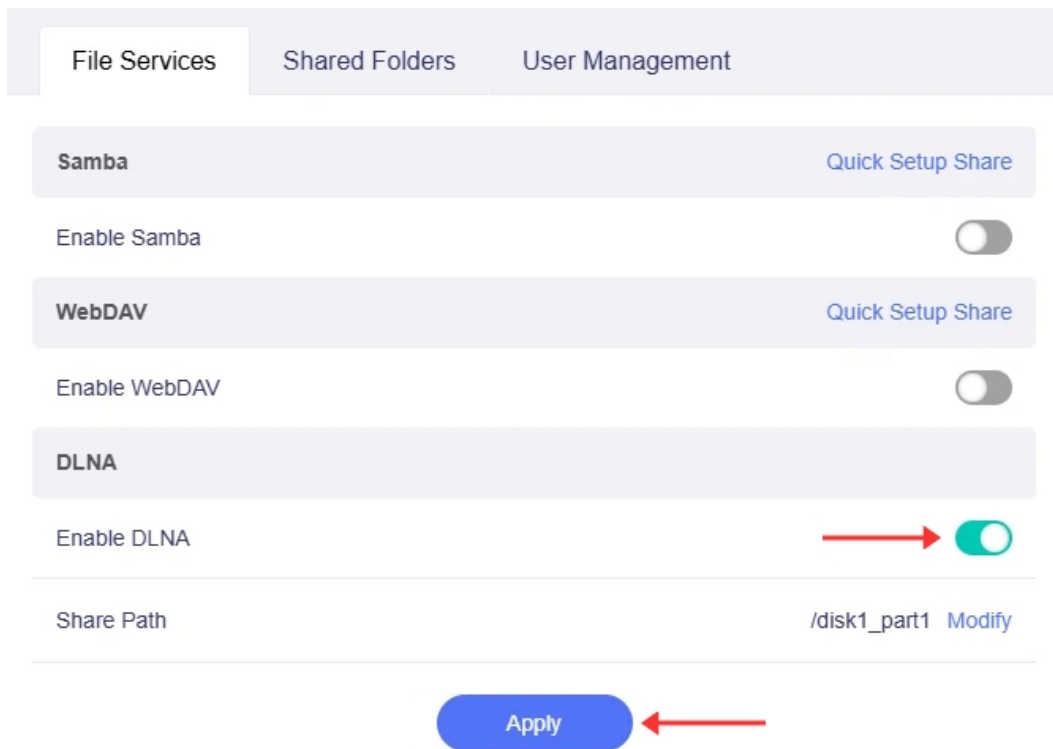 File Services Shared Folders User Management
Samba Quick Setup Share
Enable Samba
WebDAV Quick Setup Share
Enable WebDAV
DLNA
Enable DLNA
Share Path /disk1_part1 Modify
Apply